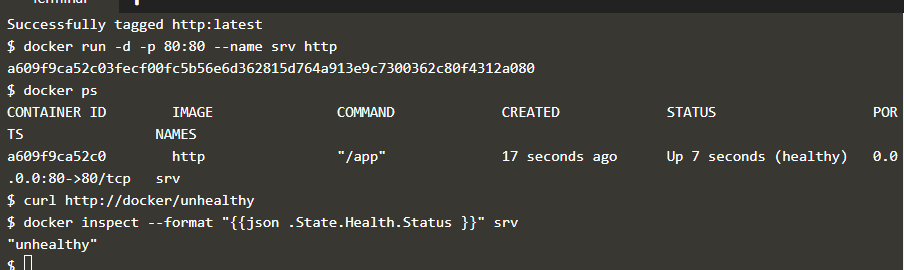 Terminal
Successfully tagged http:latest
$ docker run -d -p 80:80 --name srv http
a609f9ca52c03fecf00fc5b56e6d362815d764a913e9c7300362c80f4312a080
$ docker ps
CONTAINER ID        IMAGE               COMMAND             CREATED             STATUS                   POR
TS               NAMES
a609f9ca52c0        http                "/app"              17 seconds ago      Up 7 seconds (healthy)   0.0
.0.0:80->80/tcp   srv
$ curl http://docker/unhealthy
$ docker inspect --format "{{json .State.Health.Status }}" srv
"unhealthy"
$